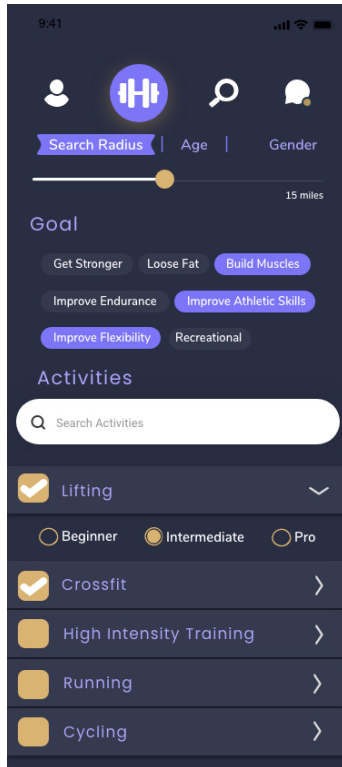 9:41
Search Radius | Age | Gender
15 miles
Goal
Get Stronger Loose Fat Build Muscles
Improve Endurance Improve Athletic Skills
Improve Flexibility Recreational
Activities
Search Activities
Lifting
Beginner Intermediate Pro
Crossfit
High Intensity Training
Running
Cycling